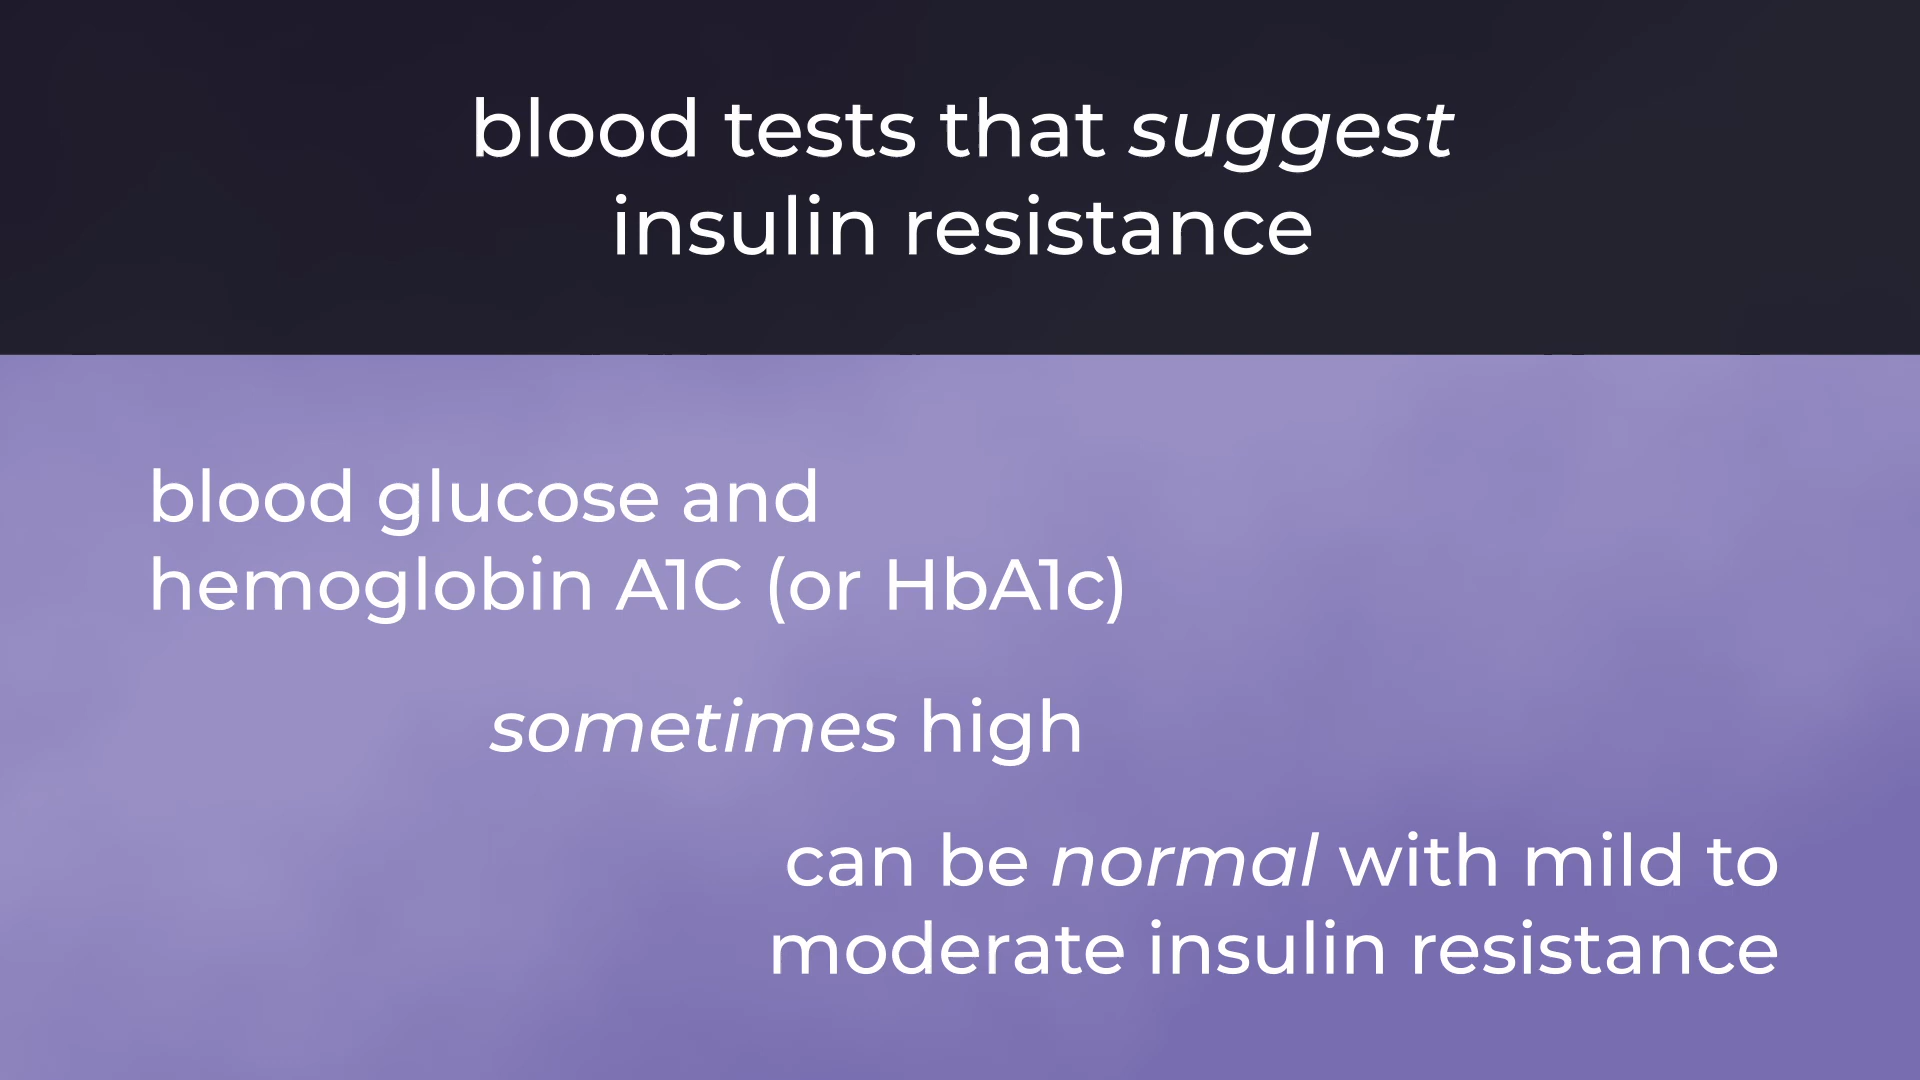 blood tests that suggest
insulin resistance
blood glucose and
hemoglobin A1C (or HbA1c)
sometimes high
can be normal with mild to
moderate insulin resistance